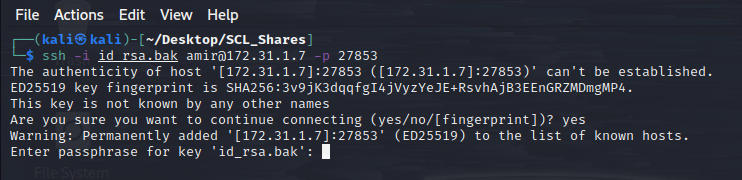 File Actions Edit View Help
┌──(kali㉿kali)-[~/Desktop/SCL_Shares]
└─$ ssh -i id_rsa.bak amir@172.31.1.7 -p 27853
The authenticity of host '[172.31.1.7]:27853 ([172.31.1.7]:27853)' can't be established.
ED25519 key fingerprint is SHA256:3v9jK3dqqfgI4jVyzYeJE+RsvhAjB3EEnGRZMDmgMP4.
This key is not known by any other names
Are you sure you want to continue connecting (yes/no/[fingerprint])? yes
Warning: Permanently added '[172.31.1.7]:27853' (ED25519) to the list of known hosts.
Enter passphrase for key 'id_rsa.bak':
File System